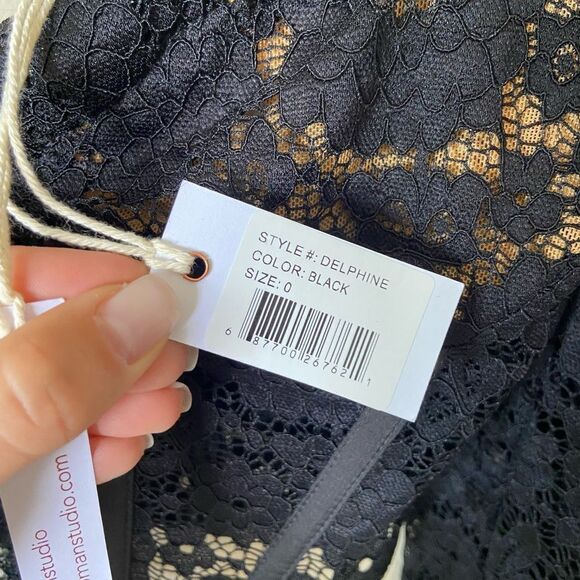 STYLE #: DELPHINE
COLOR: BLACK
SIZE: 0
6 87700 26762 1
studio
manstudio.com